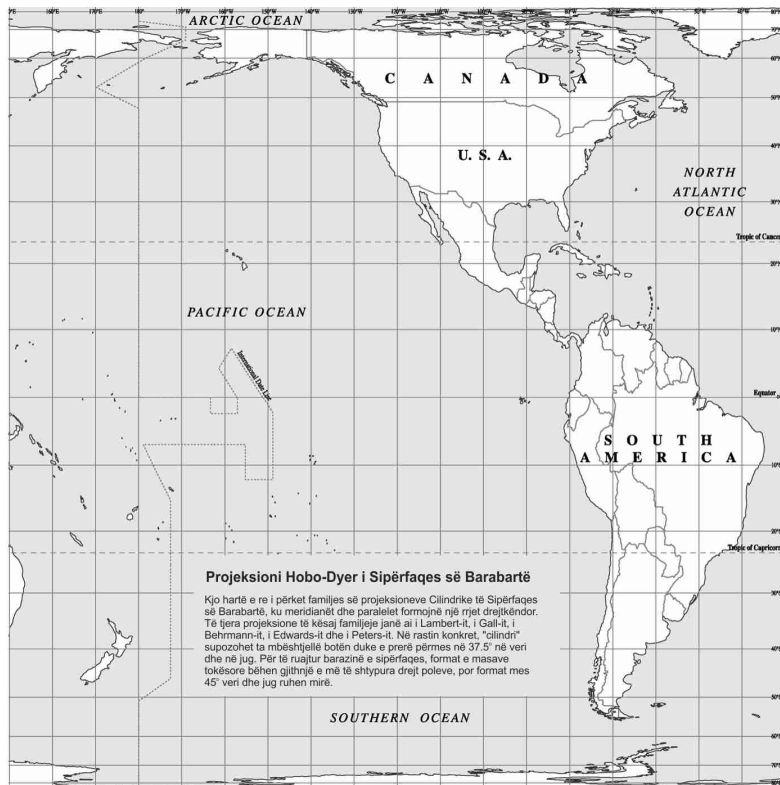 ARCTIC OCEAN
C A N A D A
U. S. A.
NORTH
ATLANTIC
OCEAN
Tropic of Cancer
PACIFIC OCEAN
International Date Line
Equator
S O U T H
A M E R I C A
Tropic of Capricorn
Projeksioni Hobo-Dyer i Sipërfaqes së Barabartë
Kjo hartë e re i përket familjes së projeksioneve Cilindrike të Sipërfaqes
së Barabartë, ku meridianët dhe paralelet formojnë një rrjet drejtkëndor.
Të tjera projeksione të kësaj familjeje janë ai i Lambert-it, i Gall-it, i
Behrmann-it, i Edwards-it dhe i Peters-it. Në rastin konkret, "cilindri"
supozohet ta mbështjellë botën duke e prerë përmes në 37.5° në veri
dhe në jug. Për të ruajtur barazinë e sipërfaqes, format e masave
tokësore bëhen gjithnjë e më të shtypura drejt poleve, por format mes
45° veri dhe jug ruhen mirë.
SOUTHERN OCEAN